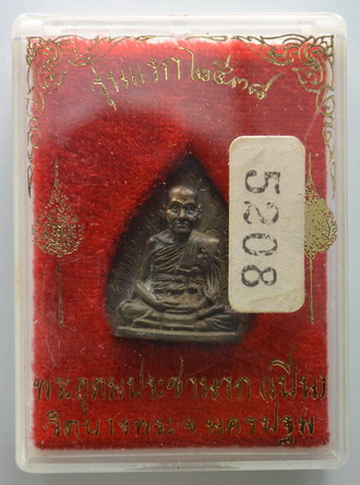 รุ่นแรก ๒๕๓๘
5208
พระอุดมประชานาถ (เปิ่น)
วัดบางพระ นครปฐม